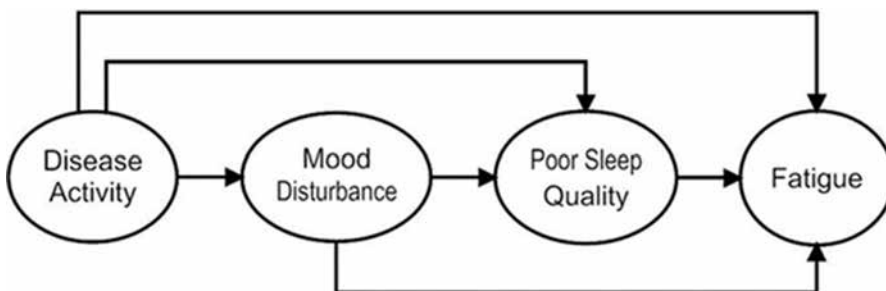 Disease
Activity
Mood
Disturbance
Poor Sleep
Quality
Fatigue